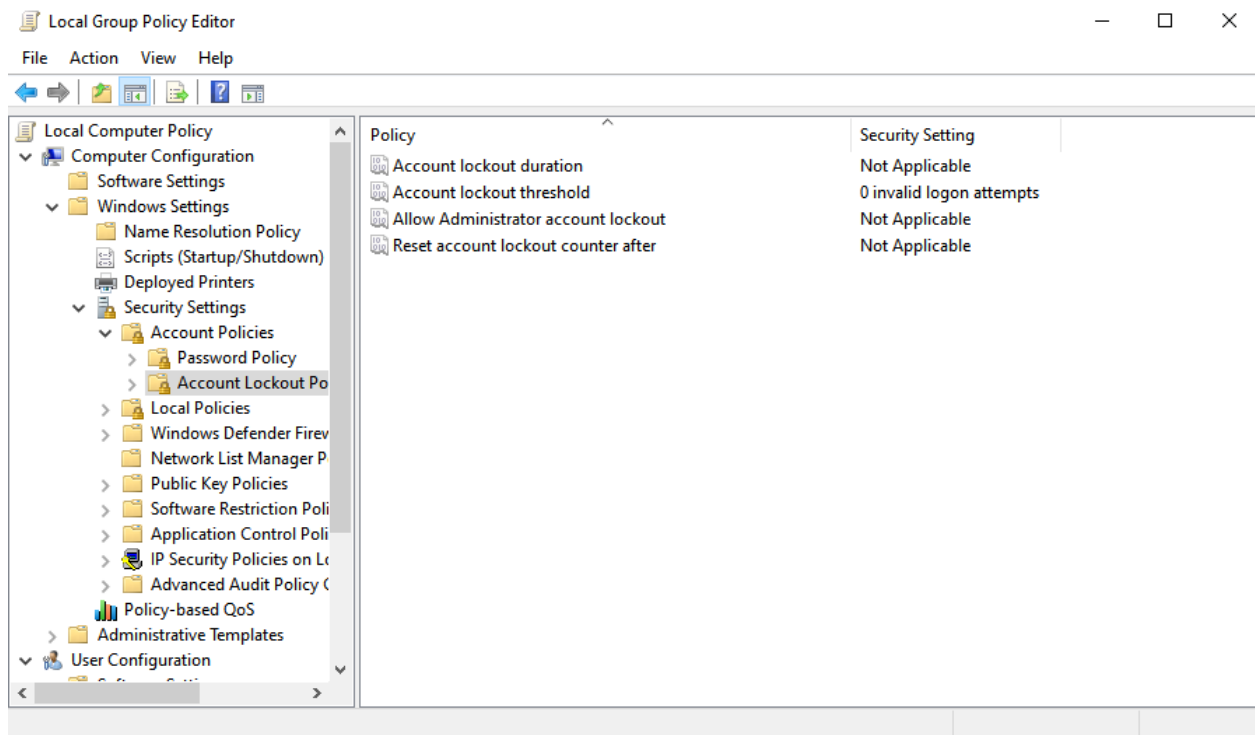 Local Group Policy Editor
File Action View Help
Local Computer Policy
Computer Configuration
Software Settings
Windows Settings
Name Resolution Policy
Scripts (Startup/Shutdown)
Deployed Printers
Security Settings
Account Policies
Password Policy
Account Lockout Po
Local Policies
Windows Defender Firew
Network List Manager P
Public Key Policies
Software Restriction Poli
Application Control Poli
IP Security Policies on Lo
Advanced Audit Policy C
Policy-based QoS
Administrative Templates
User Configuration
Policy Security Setting
Account lockout duration Not Applicable
Account lockout threshold 0 invalid logon attempts
Allow Administrator account lockout Not Applicable
Reset account lockout counter after Not Applicable